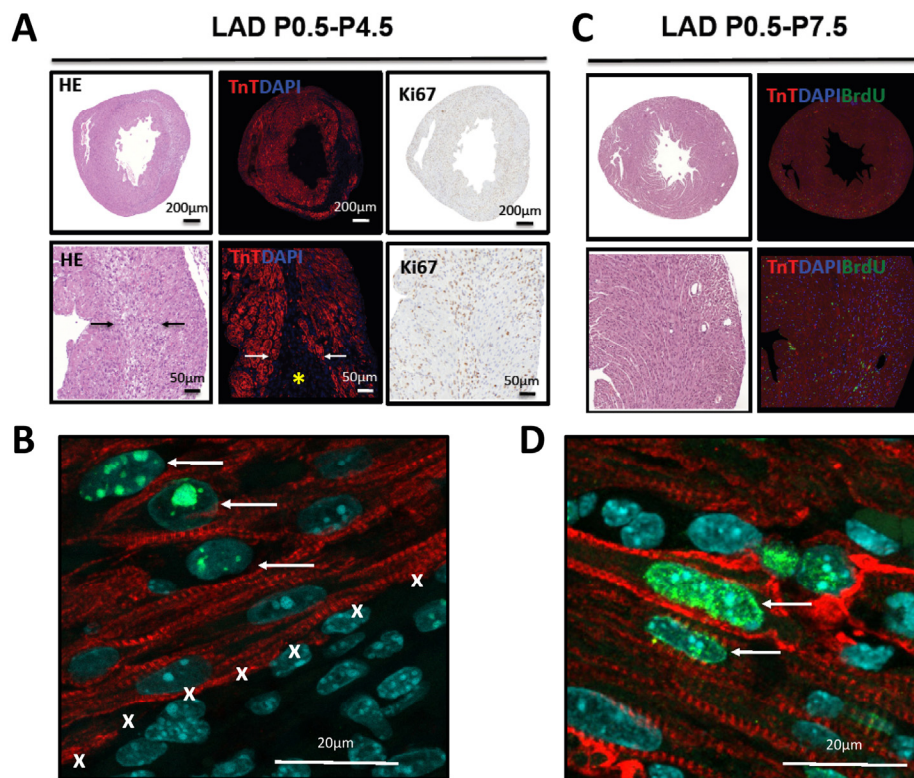 A
LAD P0.5-P4.5
HE
TnTDAPI
Ki67
200µm
200µm
200µm
HE
TnTDAPI
Ki67
*
50µm
50µm
50µm
C
LAD P0.5-P7.5
TnTDAPIBrdU
TnTDAPIBrdU
B
x
x
x
x
x
x
x
20µm
D
20µm